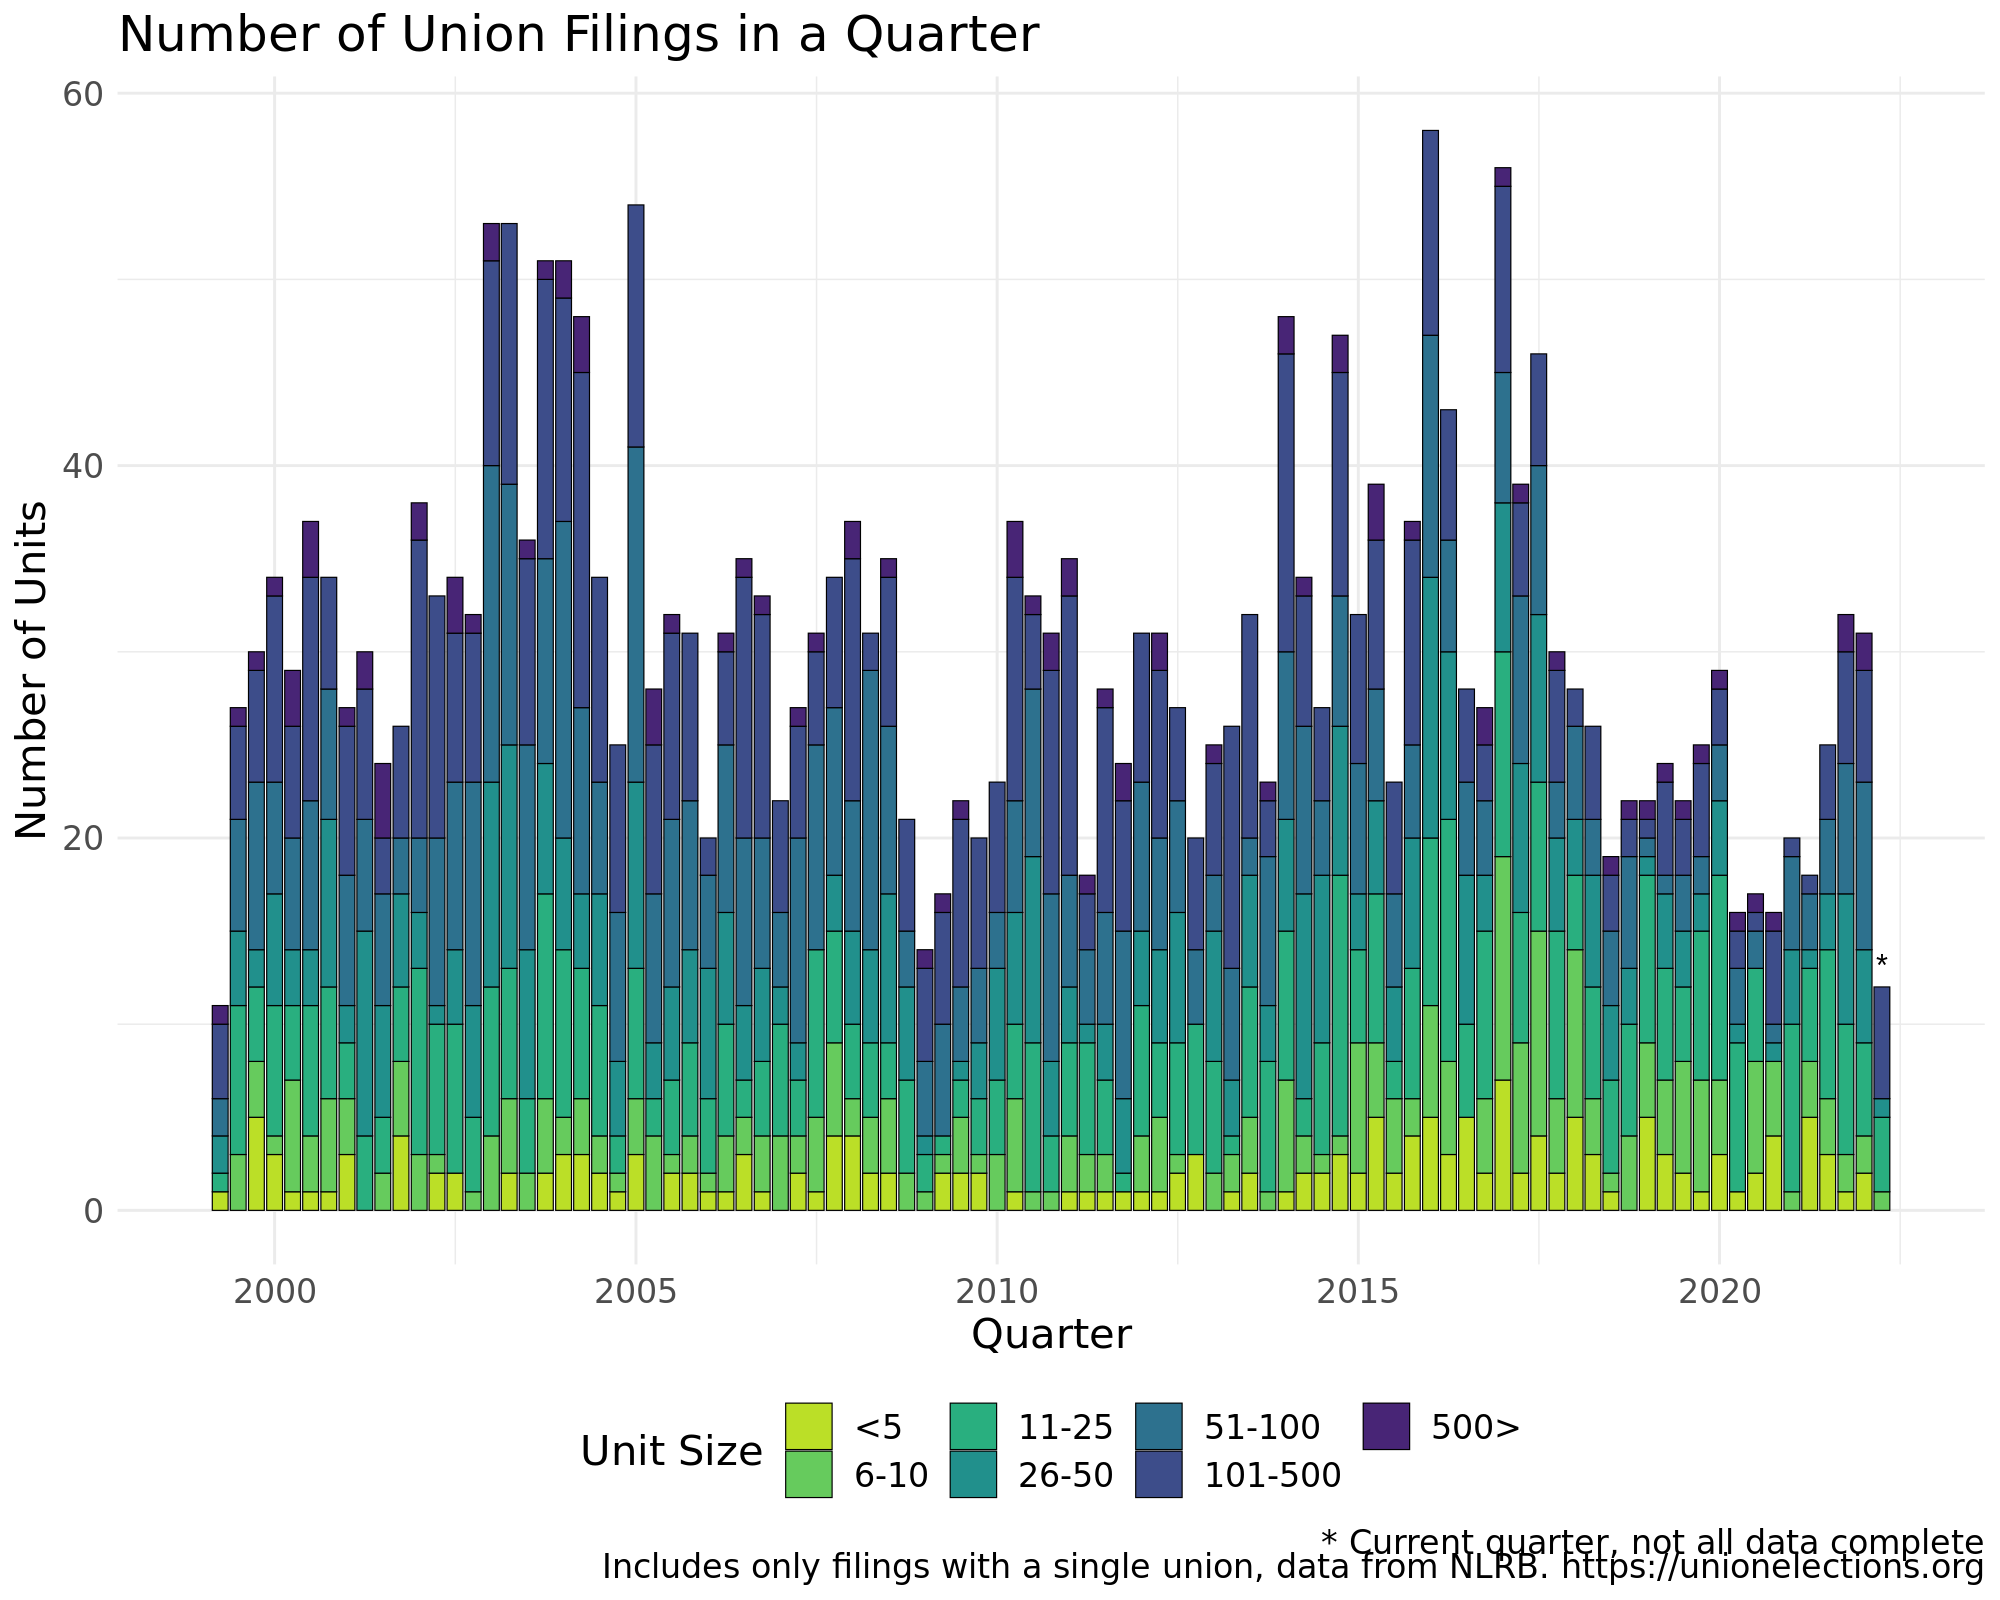 Number of Union Filings in a Quarter
Number of Units
60
40
20
0
2000 2005 2010 2015 2020
*
Quarter
Unit Size
<5 11-25 51-100 500>
6-10 26-50 101-500
* Current quarter, not all data complete
Includes only filings with a single union, data from NLRB. https://unionelections.org